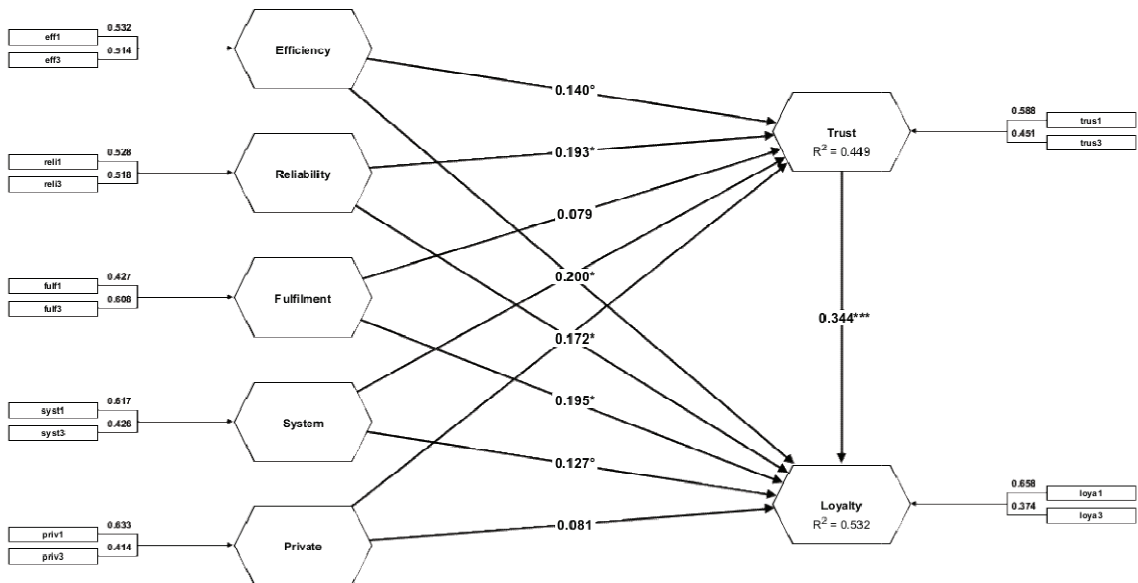 eff1
0.532
eff3
0.514
Efficiency
reli1
0.528
reli3
0.518
Reliability
fulf1
0.427
fulf3
0.608
Fulfilment
syst1
0.617
syst3
0.426
System
priv1
0.633
priv3
0.414
Private
0.140°
0.193*
0.079
0.200*
0.172*
0.195*
0.127°
0.081
Trust
R² = 0.449
0.588
trus1
0.451
trus3
0.344***
Loyalty
R² = 0.532
0.658
loya1
0.374
loya3